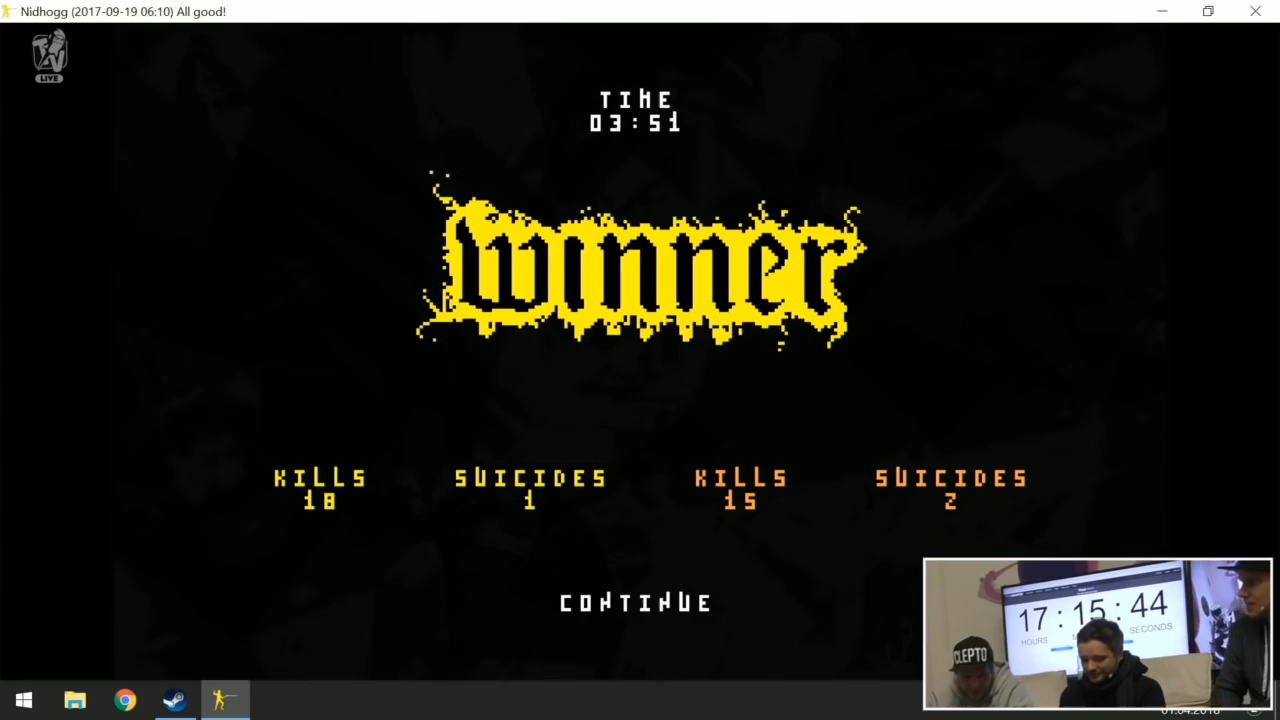 Nidhogg (2017-09-19 06:10) All good!
LIVE
TIME
03:51
winner
KILLS SUICIDES KILLS SUICIDES
18 1 15 2
CONTINUE
17 : 15 : 44
HOURS SECONDS
CLEPTO